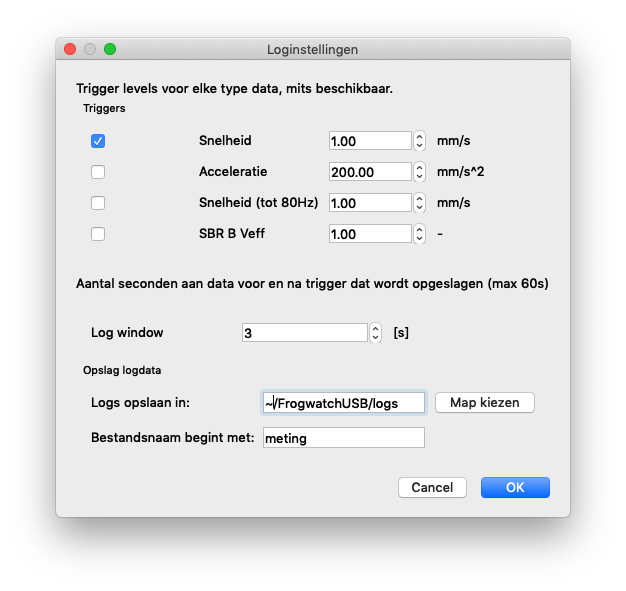 Loginstellingen
Trigger levels voor elke type data, mits beschikbaar.
Triggers
Snelheid 1.00 mm/s
Acceleratie 200.00 mm/s^2
Snelheid (tot 80Hz) 1.00 mm/s
SBR B Veff 1.00 -
Aantal seconden aan data voor en na trigger dat wordt opgeslagen (max 60s)
Log window 3 [s]
Opslag logdata
Logs opslaan in: ~/FrogwatchUSB/logs Map kiezen
Bestandsnaam begint met: meting
Cancel OK